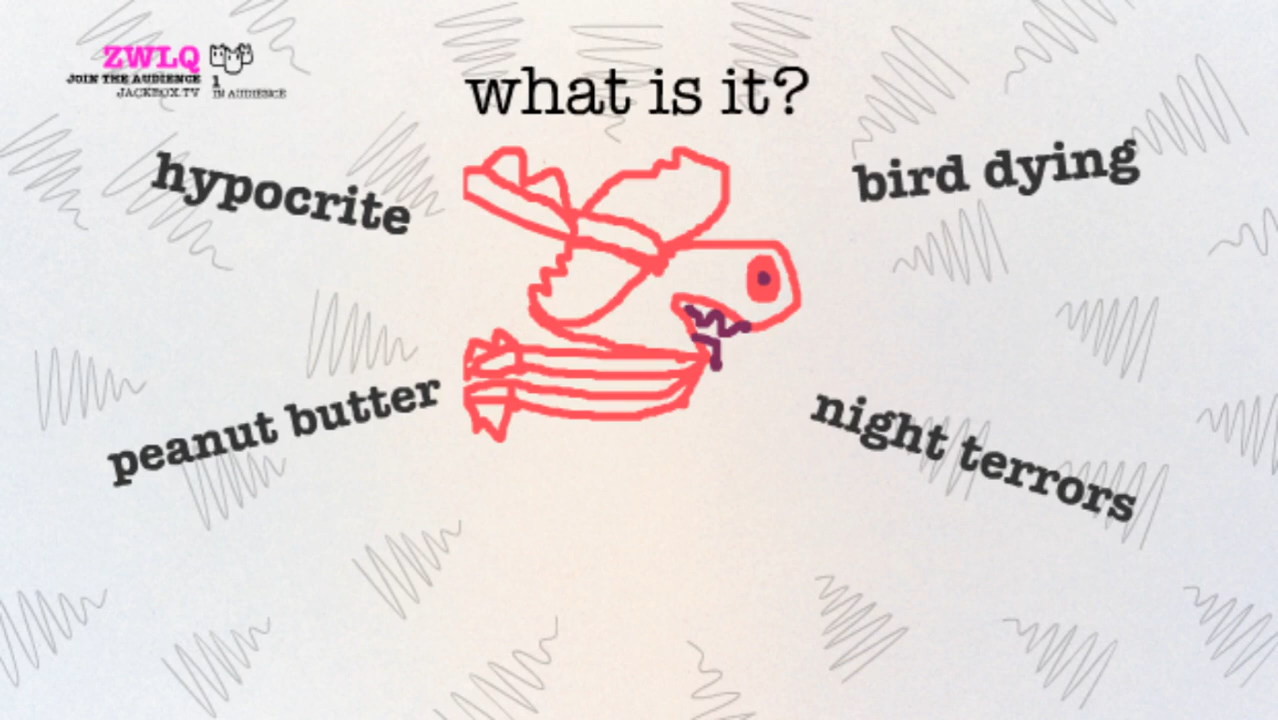 ZWLQ
JOIN THE AUDIENCE
JACKBOX.TV
1
IN AUDIENCE
what is it?
hypocrite
bird dying
peanut butter
night terrors